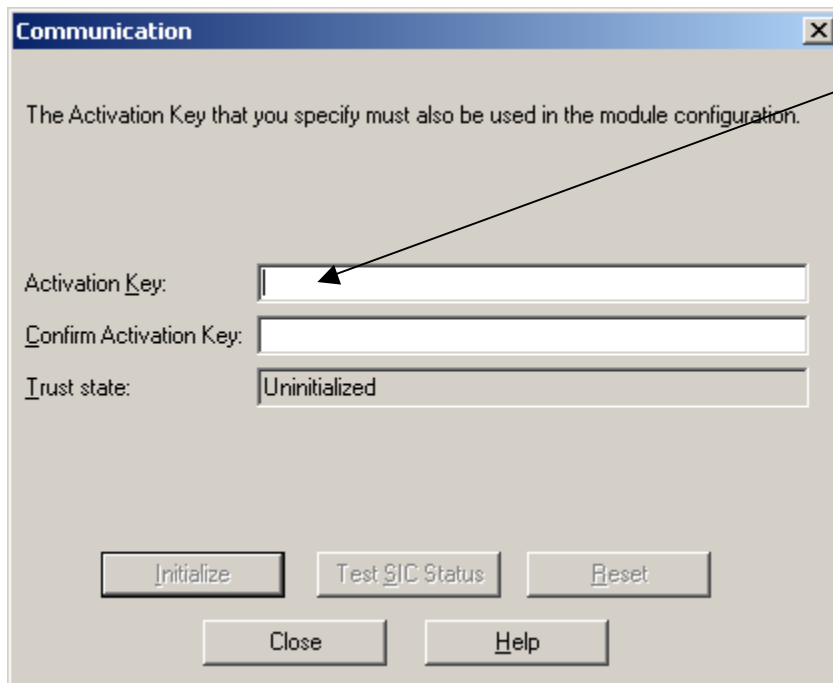 Communication
The Activation Key that you specify must also be used in the module configuration.
Activation Key:
Confirm Activation Key:
Trust state: Uninitialized
Initialize Test SIC Status Reset
Close Help